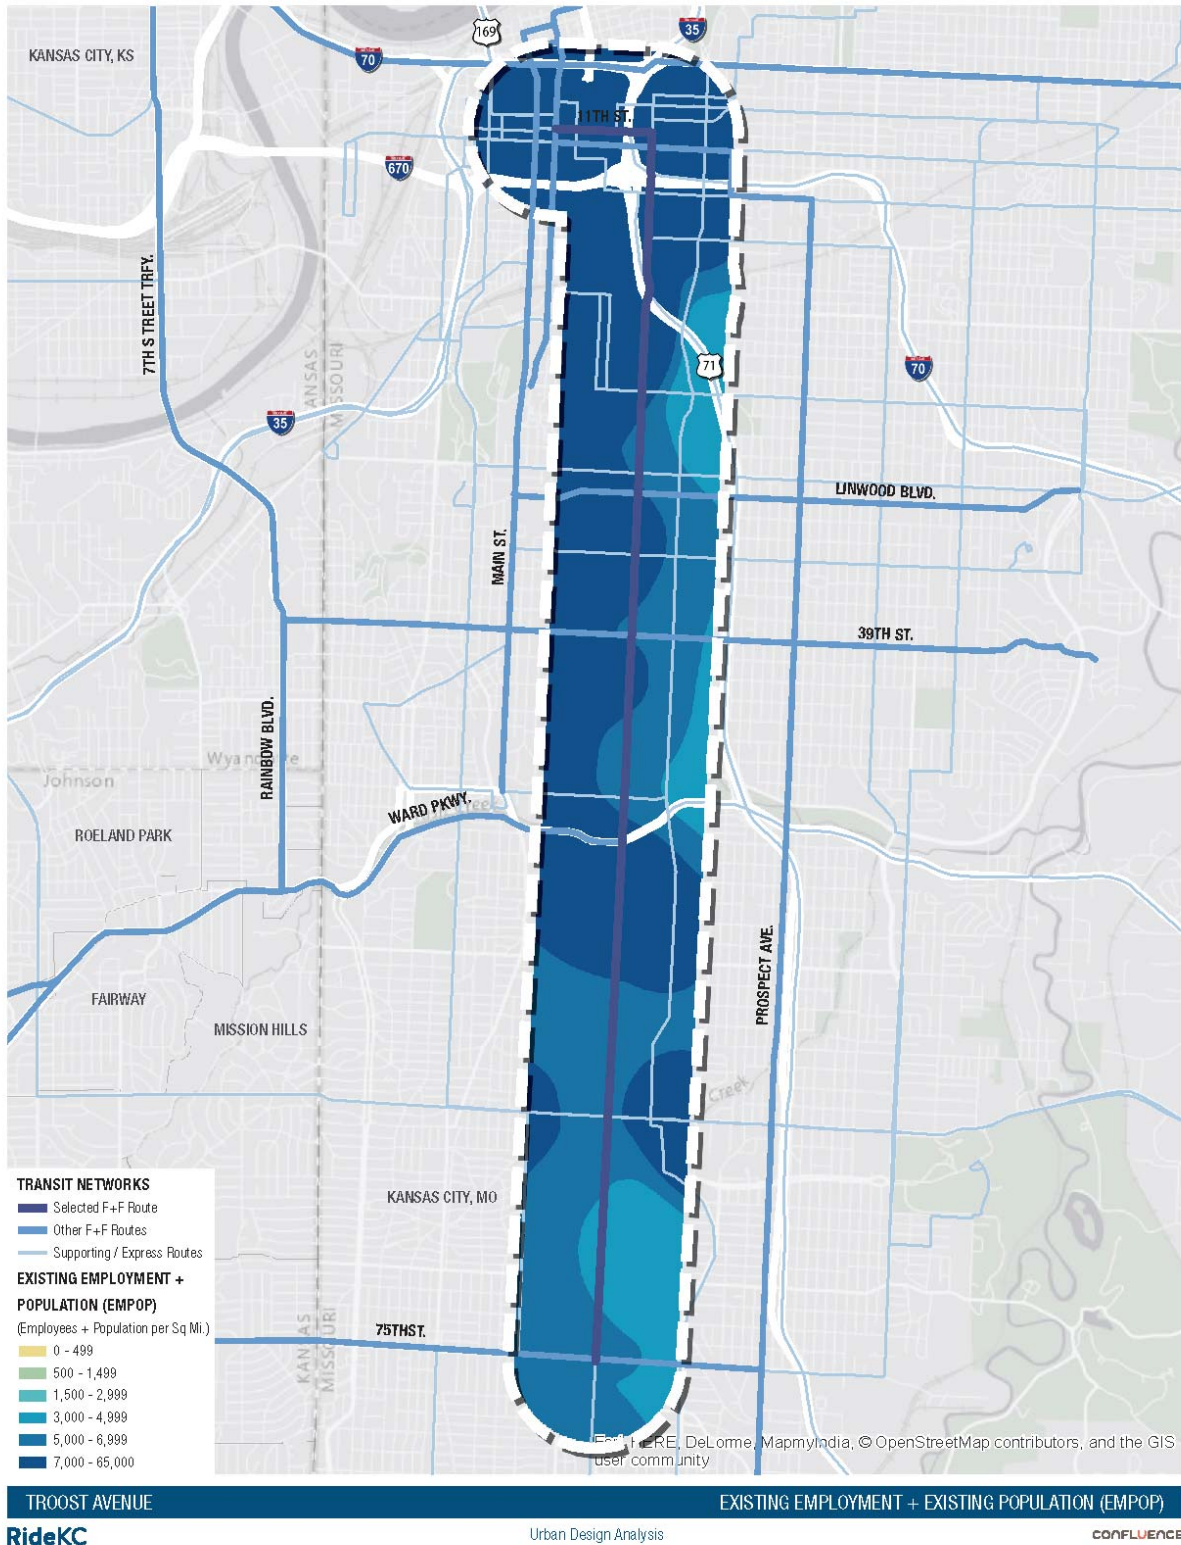 169
35
KANSAS CITY, KS
70
11TH ST.
670
7TH STREET TRFY.
KANSAS
MISSOURI
71
70
35
LINWOOD BLVD.
MAIN ST.
39TH ST.
RAINBOW BLVD.
Wyandotte
Johnson
WARD PKWY.
ROELAND PARK
PROSPECT AVE.
FAIRWAY
MISSION HILLS
Creek
KANSAS CITY, MO
TRANSIT NETWORKS
Selected F+F Route
Other F+F Routes
Supporting / Express Routes
EXISTING EMPLOYMENT +
POPULATION (EMPOP)
(Employees + Population per Sq Mi.)
0 - 499
500 - 1,499
1,500 - 2,999
3,000 - 4,999
5,000 - 6,999
7,000 - 65,000
KANSAS
MISSOURI
75TH ST.
Esri, HERE, DeLorme, MapmyIndia, © OpenStreetMap contributors, and the GIS
user community
TROOST AVENUE
EXISTING EMPLOYMENT + EXISTING POPULATION (EMPOP)
RideKC
Urban Design Analysis
CONFLUENCE